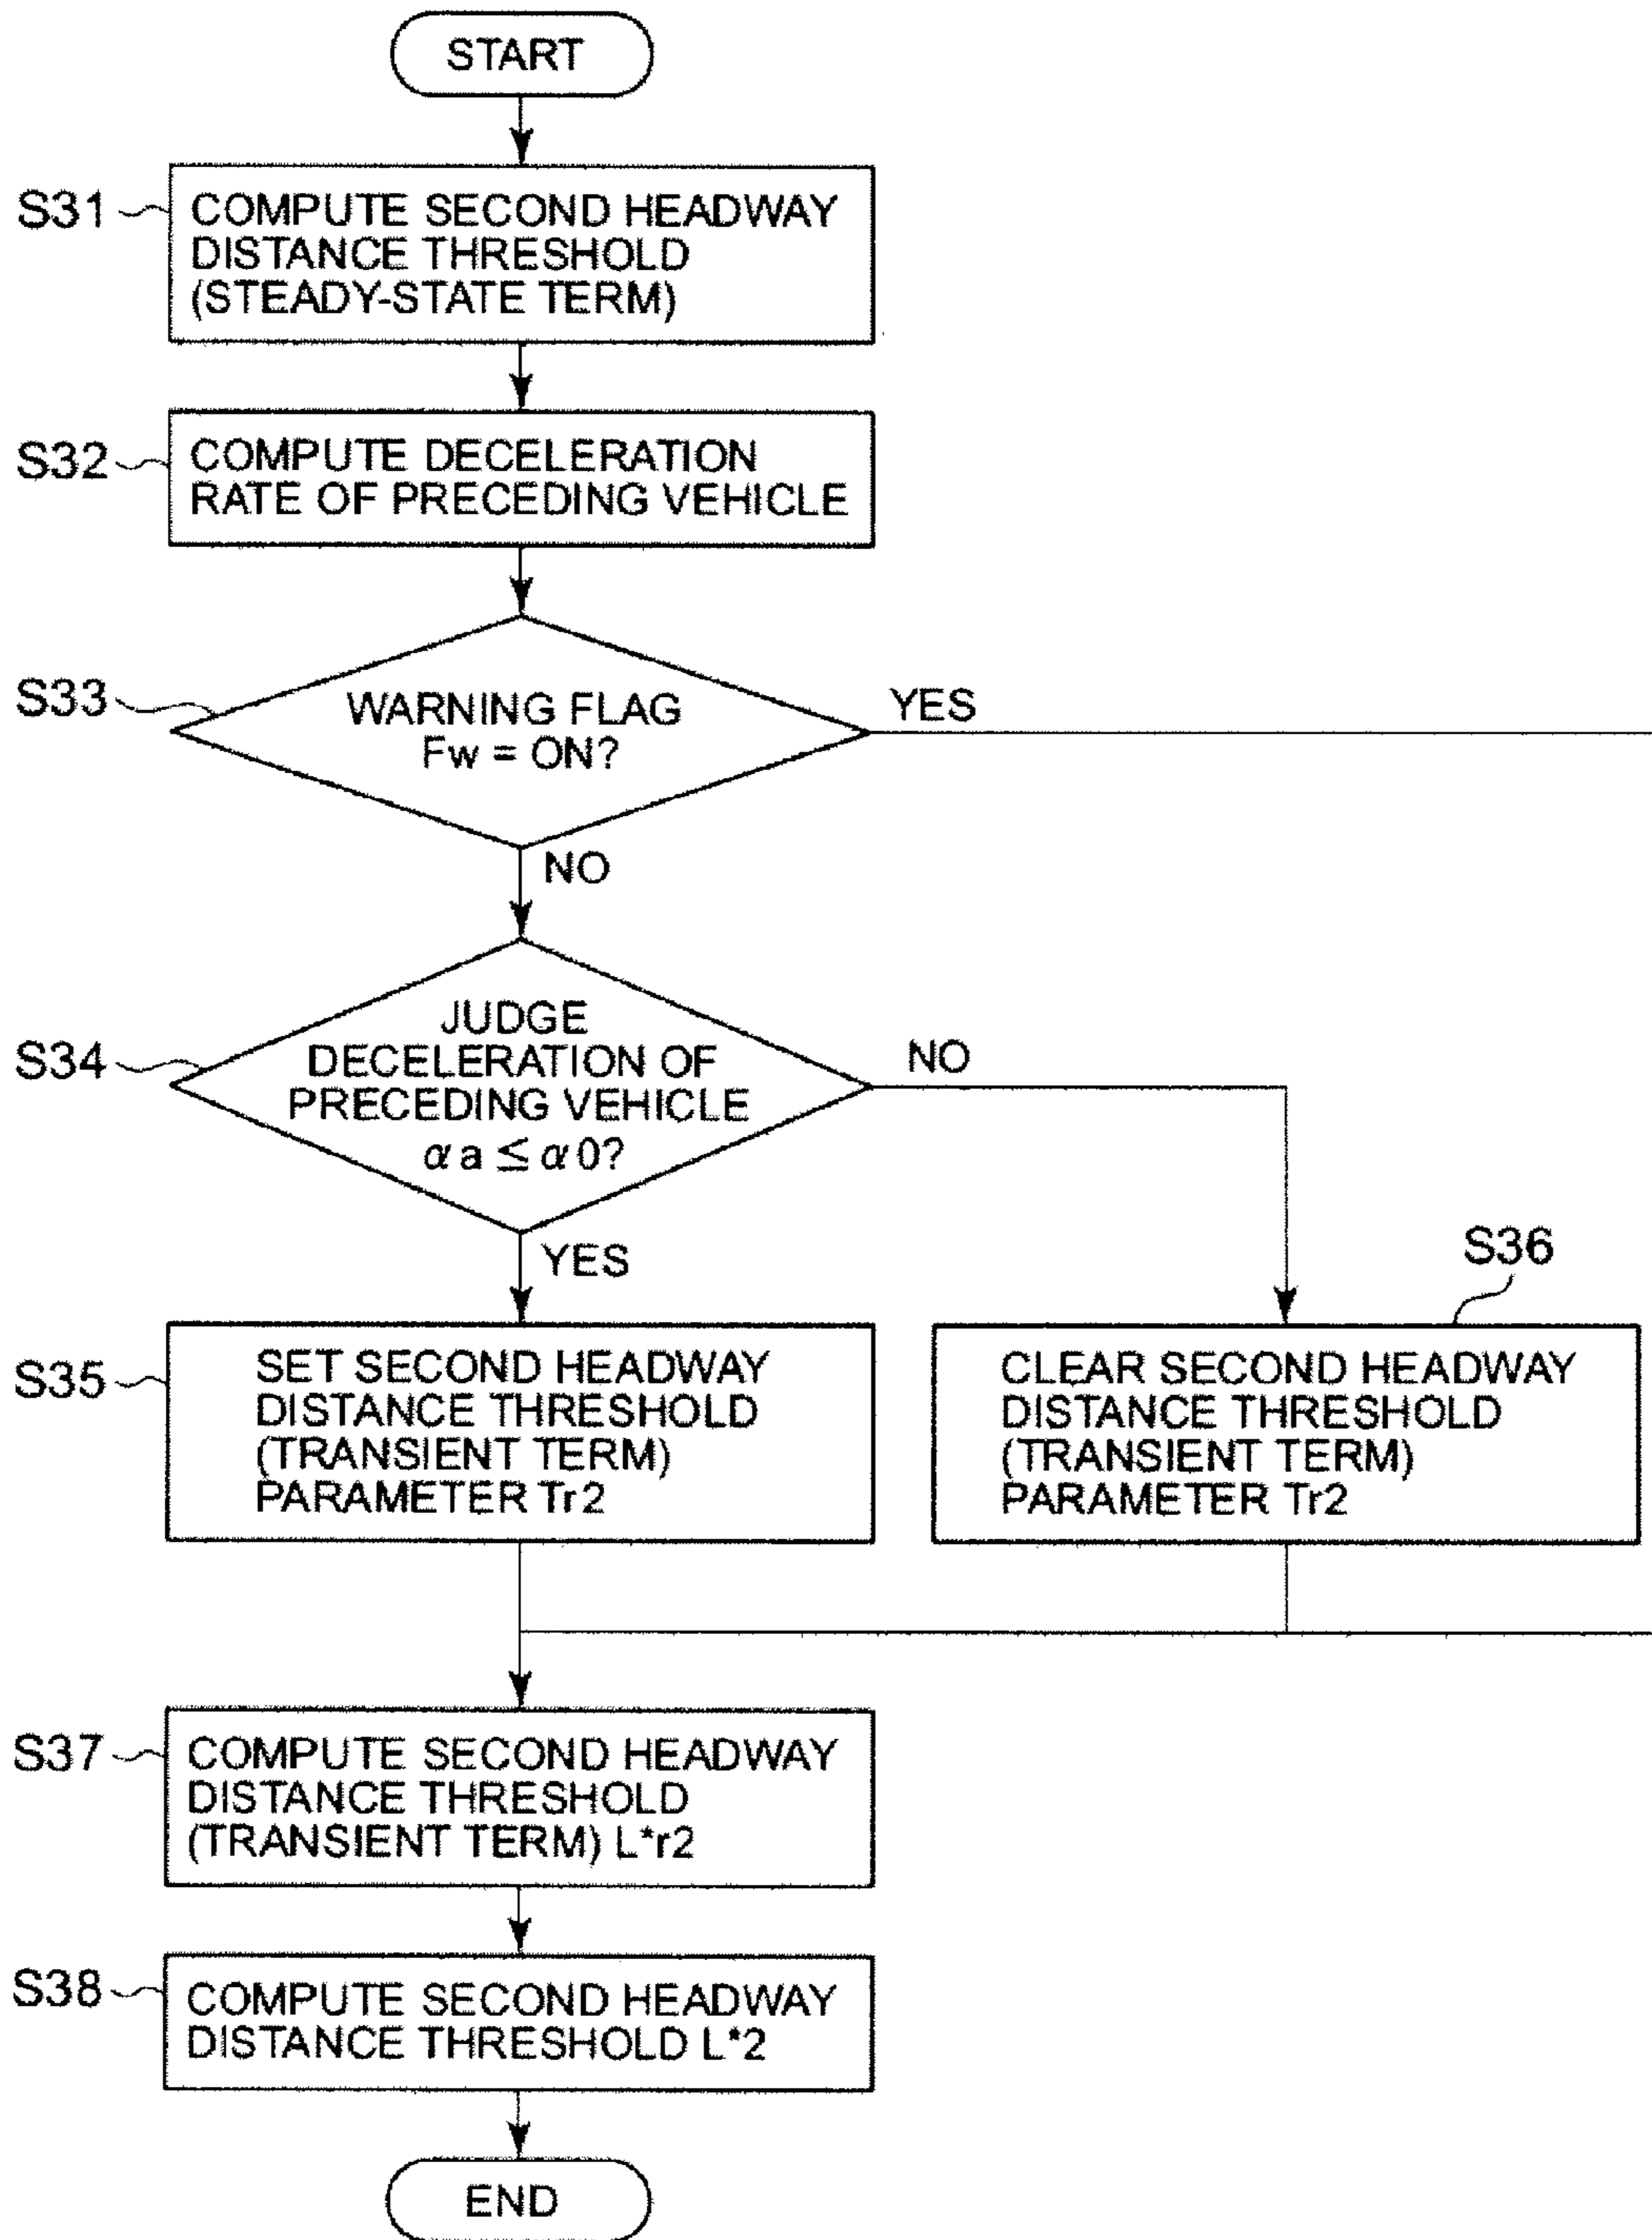 START
S31
COMPUTE SECOND HEADWAY
DISTANCE THRESHOLD
(STEADY-STATE TERM)
S32
COMPUTE DECELERATION
RATE OF PRECEDING VEHICLE
S33
WARNING FLAG
Fw = ON?
YES
NO
S34
JUDGE
DECELERATION OF
PRECEDING VEHICLE
αa ≤ α0?
NO
YES
S35
SET SECOND HEADWAY
DISTANCE THRESHOLD
(TRANSIENT TERM)
PARAMETER Tr2
S36
CLEAR SECOND HEADWAY
DISTANCE THRESHOLD
(TRANSIENT TERM)
PARAMETER Tr2
S37
COMPUTE SECOND HEADWAY
DISTANCE THRESHOLD
(TRANSIENT TERM) L*r2
S38
COMPUTE SECOND HEADWAY
DISTANCE THRESHOLD L*2
END